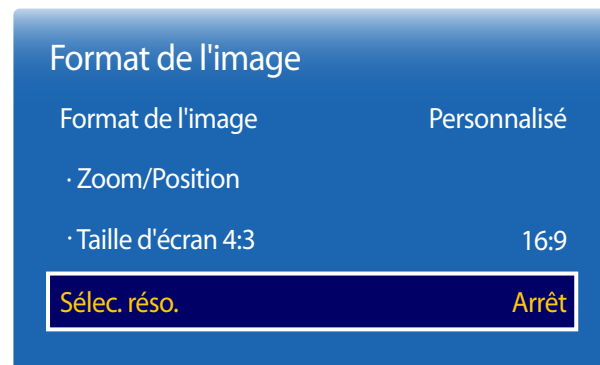 Format de l'image
Format de l'image Personnalisé
· Zoom/Position
· Taille d'écran 4:3 16:9
Sélec. réso. Arrêt